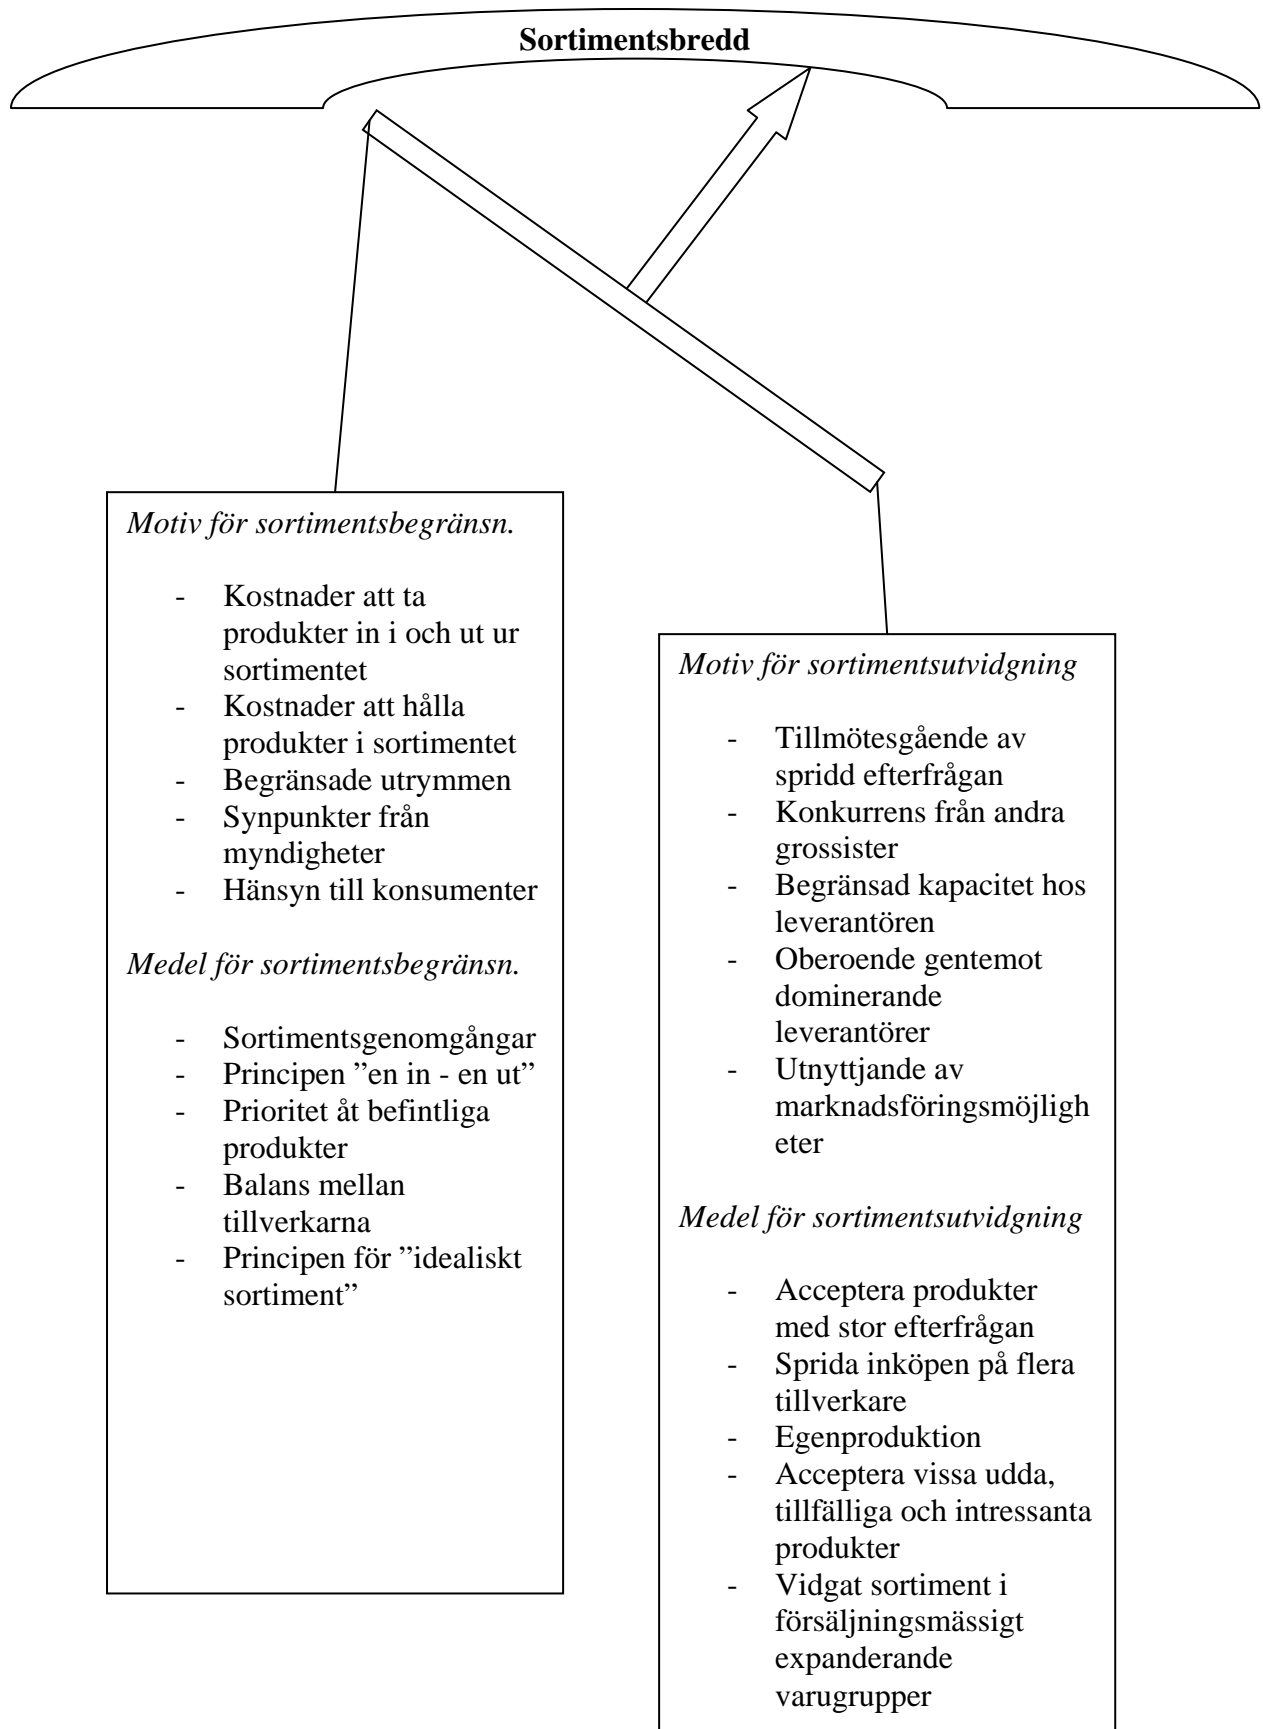 Sortimentsbredd
Motiv för sortimentsbegränsn.
- Kostnader att ta
produkter in i och ut ur
sortimentet
- Kostnader att hålla
produkter i sortimentet
- Begränsade utrymmen
- Synpunkter från
myndigheter
- Hänsyn till konsumenter
Medel för sortimentsbegränsn.
- Sortimentsgenomgångar
- Principen ”en in - en ut”
- Prioritet åt befintliga
produkter
- Balans mellan
tillverkarna
- Principen för ”idealiskt
sortiment”
Motiv för sortimentsutvidgning
- Tillmötesgående av
spridd efterfrågan
- Konkurrens från andra
grossister
- Begränsad kapacitet hos
leverantören
- Oberoende gentemot
dominerande
leverantörer
- Utnyttjande av
marknadsföringsmöjligh
eter
Medel för sortimentsutvidgning
- Acceptera produkter
med stor efterfrågan
- Sprida inköpen på flera
tillverkare
- Egenproduktion
- Acceptera vissa udda,
tillfälliga och intressanta
produkter
- Vidgat sortiment i
försäljningsmässigt
expanderande
varugrupper